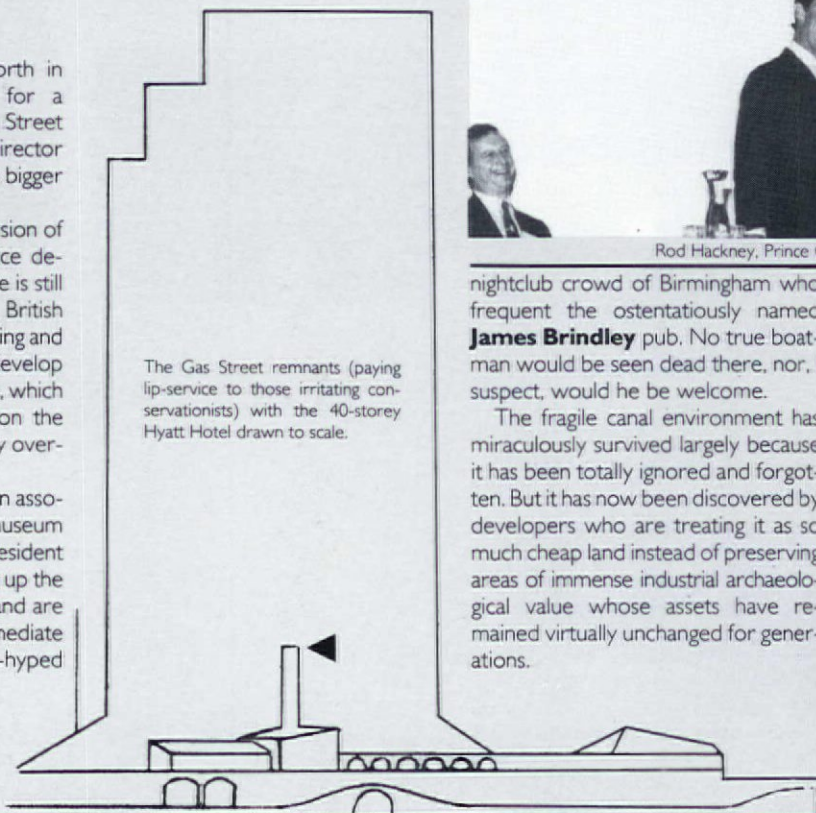 orth in
for a
Street
irector
bigger
sion of
ce de-
e is still
British
ing and
evelop
, which
on the
y over-
n asso-
useum
esident
up the
and are
mediate
-hyped
The Gas Street remnants (paying
lip-service to those irritating con-
servationists) with the 40-storey
Hyatt Hotel drawn to scale.
Rod Hackney, Prince
nightclub crowd of Birmingham who
frequent the ostentatiously named
James Brindley pub. No true boat-
man would be seen dead there, nor,
suspect, would he be welcome.
The fragile canal environment has
miraculously survived largely because
it has been totally ignored and forgot-
ten. But it has now been discovered by
developers who are treating it as so
much cheap land instead of preserving
areas of immense industrial archaeolo-
gical value whose assets have re-
mained virtually unchanged for gener-
ations.